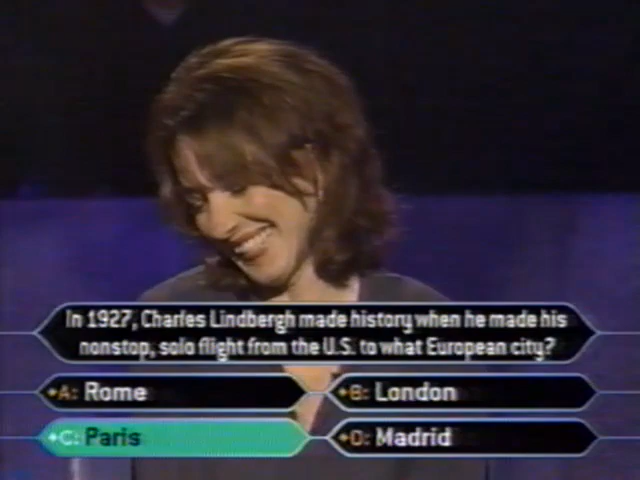 In 1927, Charles Lindbergh made history when he made his
nonstop, solo flight from the U.S. to what European city?
A: Rome
B: London
C: Paris
D: Madrid